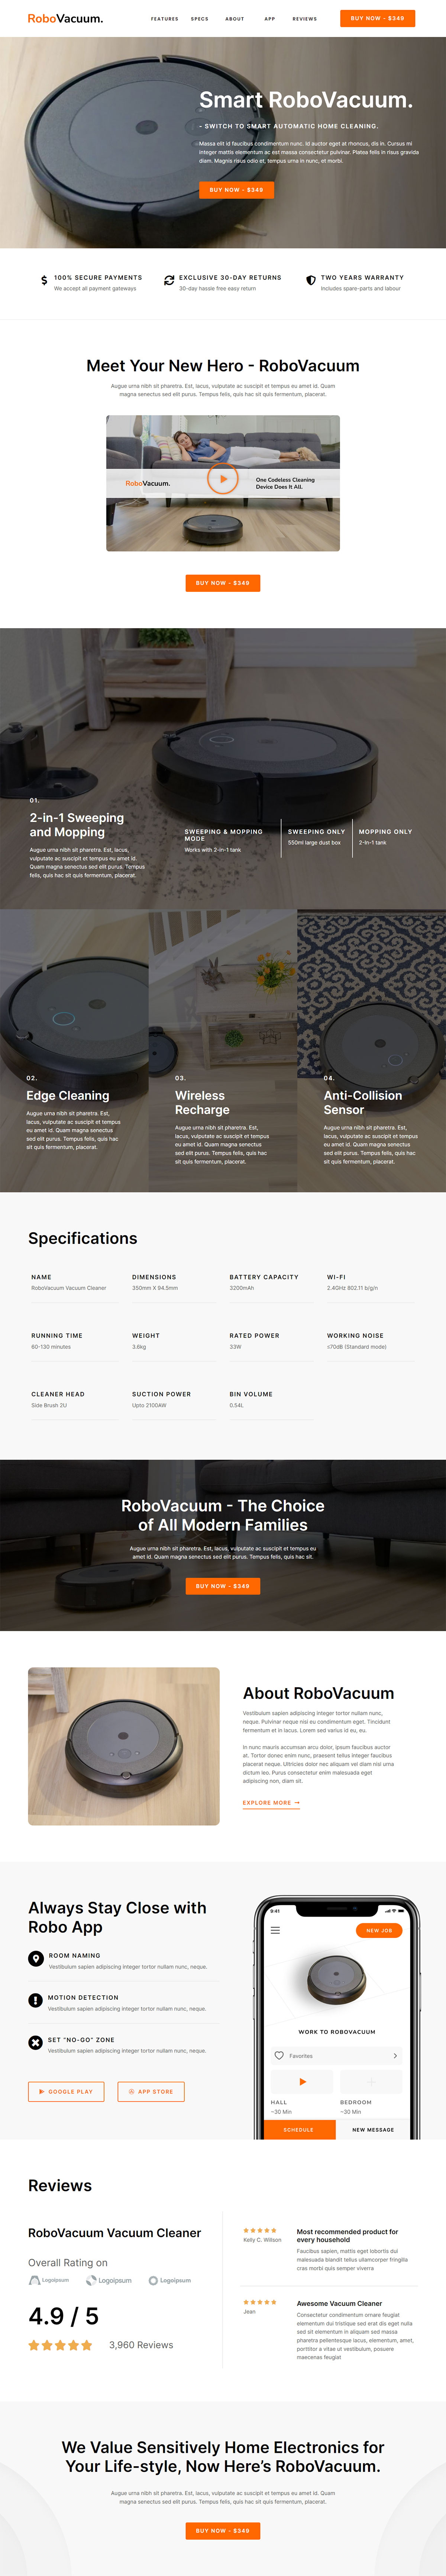 RoboVacuum.
FEATURES SPECS ABOUT APP REVIEWS
BUY NOW - $349
Smart RoboVacuum.
- SWITCH TO SMART AUTOMATIC HOME CLEANING.
Massa elit id faucibus condimentum nunc. Id auctor eget at rhoncus, dis in. Cursus mi
integer mattis elementum ac est massa consectetur pulvinar. Platea felis in risus gravida
diam. Magnis risus odio et, tempus urna in nunc, et morbi.
BUY NOW - $349
100% SECURE PAYMENTS
We accept all payment gateways
EXCLUSIVE 30-DAY RETURNS
30-day hassle free easy return
TWO YEARS WARRANTY
Includes spare-parts and labour
Meet Your New Hero - RoboVacuum
Augue urna nibh sit pharetra. Est, lacus, vulputate ac suscipit et tempus eu amet id. Quam
magna senectus sed elit purus. Tempus felis, quis hac sit quis fermentum, placerat.
RoboVacuum.
One Codeless Cleaning
Device Does It All.
BUY NOW - $349
01.
2-in-1 Sweeping
and Mopping
Augue urna nibh sit pharetra. Est, lacus,
vulputate ac suscipit et tempus eu amet id.
Quam magna senectus sed elit purus. Tempus
felis, quis hac sit quis fermentum, placerat.
SWEEPING & MOPPING
MODE
Works with 2-in-1 tank
SWEEPING ONLY
550ml large dust box
MOPPING ONLY
2-in-1 tank
02.
Edge Cleaning
Augue urna nibh sit pharetra. Est,
lacus, vulputate ac suscipit et tempus
eu amet id. Quam magna senectus
sed elit purus. Tempus felis, quis hac
sit quis fermentum, placerat.
03.
Wireless
Recharge
Augue urna nibh sit pharetra. Est,
lacus, vulputate ac suscipit et tempus
eu amet id. Quam magna senectus
sed elit purus. Tempus felis, quis hac
sit quis fermentum, placerat.
04.
Anti-Collision
Sensor
Augue urna nibh sit pharetra. Est,
lacus, vulputate ac suscipit et tempus
eu amet id. Quam magna senectus
sed elit purus. Tempus felis, quis hac
sit quis fermentum, placerat.
Specifications
NAME
RoboVacuum Vacuum Cleaner
DIMENSIONS
350mm X 94.5mm
BATTERY CAPACITY
3200mAh
WI-FI
2.4GHz 802.11 b/g/n
RUNNING TIME
60-130 minutes
WEIGHT
3.6kg
RATED POWER
33W
WORKING NOISE
≤70dB (Standard mode)
CLEANER HEAD
Side Brush 2U
SUCTION POWER
Upto 2100AW
BIN VOLUME
0.54L
RoboVacuum - The Choice
of All Modern Families
Augue urna nibh sit pharetra. Est, lacus, vulputate ac suscipit et tempus eu
amet id. Quam magna senectus sed elit purus. Tempus felis, quis hac sit.
BUY NOW - $349
About RoboVacuum
Vestibulum sapien adipiscing integer tortor nullam nunc,
neque. Pulvinar neque nisi eu condimentum eget. Tincidunt
fermentum et in lacus. Lorem sed varius id eu, eu.
In nunc mauris accumsan arcu dolor, ipsum faucibus auctor
at. Tortor donec enim nunc, praesent tellus integer faucibus
placerat neque. Ultricies dolor nec aliquam vel diam nisi urna
dictum leo. Purus consectetur enim malesuada eget
adipiscing non, diam sit.
EXPLORE MORE →
Always Stay Close with
Robo App
ROOM NAMING
Vestibulum sapien adipiscing integer tortor nullam nunc, neque.
MOTION DETECTION
Vestibulum sapien adipiscing integer tortor nullam nunc, neque.
SET "NO-GO" ZONE
Vestibulum sapien adipiscing integer tortor nullam nunc, neque.
GOOGLE PLAY
APP STORE
9:41
NEW JOB
WORK TO ROBOVACUUM
Favorites
HALL
~30 Min
BEDROOM
~30 Min
SCHEDULE
NEW MESSAGE
Reviews
RoboVacuum Vacuum Cleaner
Overall Rating on
Logoipsum Logoipsum Logoipsum
4.9 / 5
3,960 Reviews
Kelly C. Willson
Most recommended product for
every household
Faucibus sapien, mattis eget lobortis dui
malesuada blandit tellus ullamcorper fringilla
cras morbi quis semper viverra
Jean
Awesome Vacuum Cleaner
Consectetur condimentum ornare feugiat
elementum dui tristique sed erat dis eget nulla
sed sit elementum in aliquam sed massa
pharetra pellentesque lacus, elementum, amet,
porttitor a vitae ut vestibulum, posuere
maecenas feugiat
We Value Sensitively Home Electronics for
Your Life-style, Now Here's RoboVacuum.
Augue urna nibh sit pharetra. Est, lacus, vulputate ac suscipit et tempus eu amet id. Quam
magna senectus sed elit purus. Tempus felis, quis hac sit quis fermentum, placerat.
BUY NOW - $349